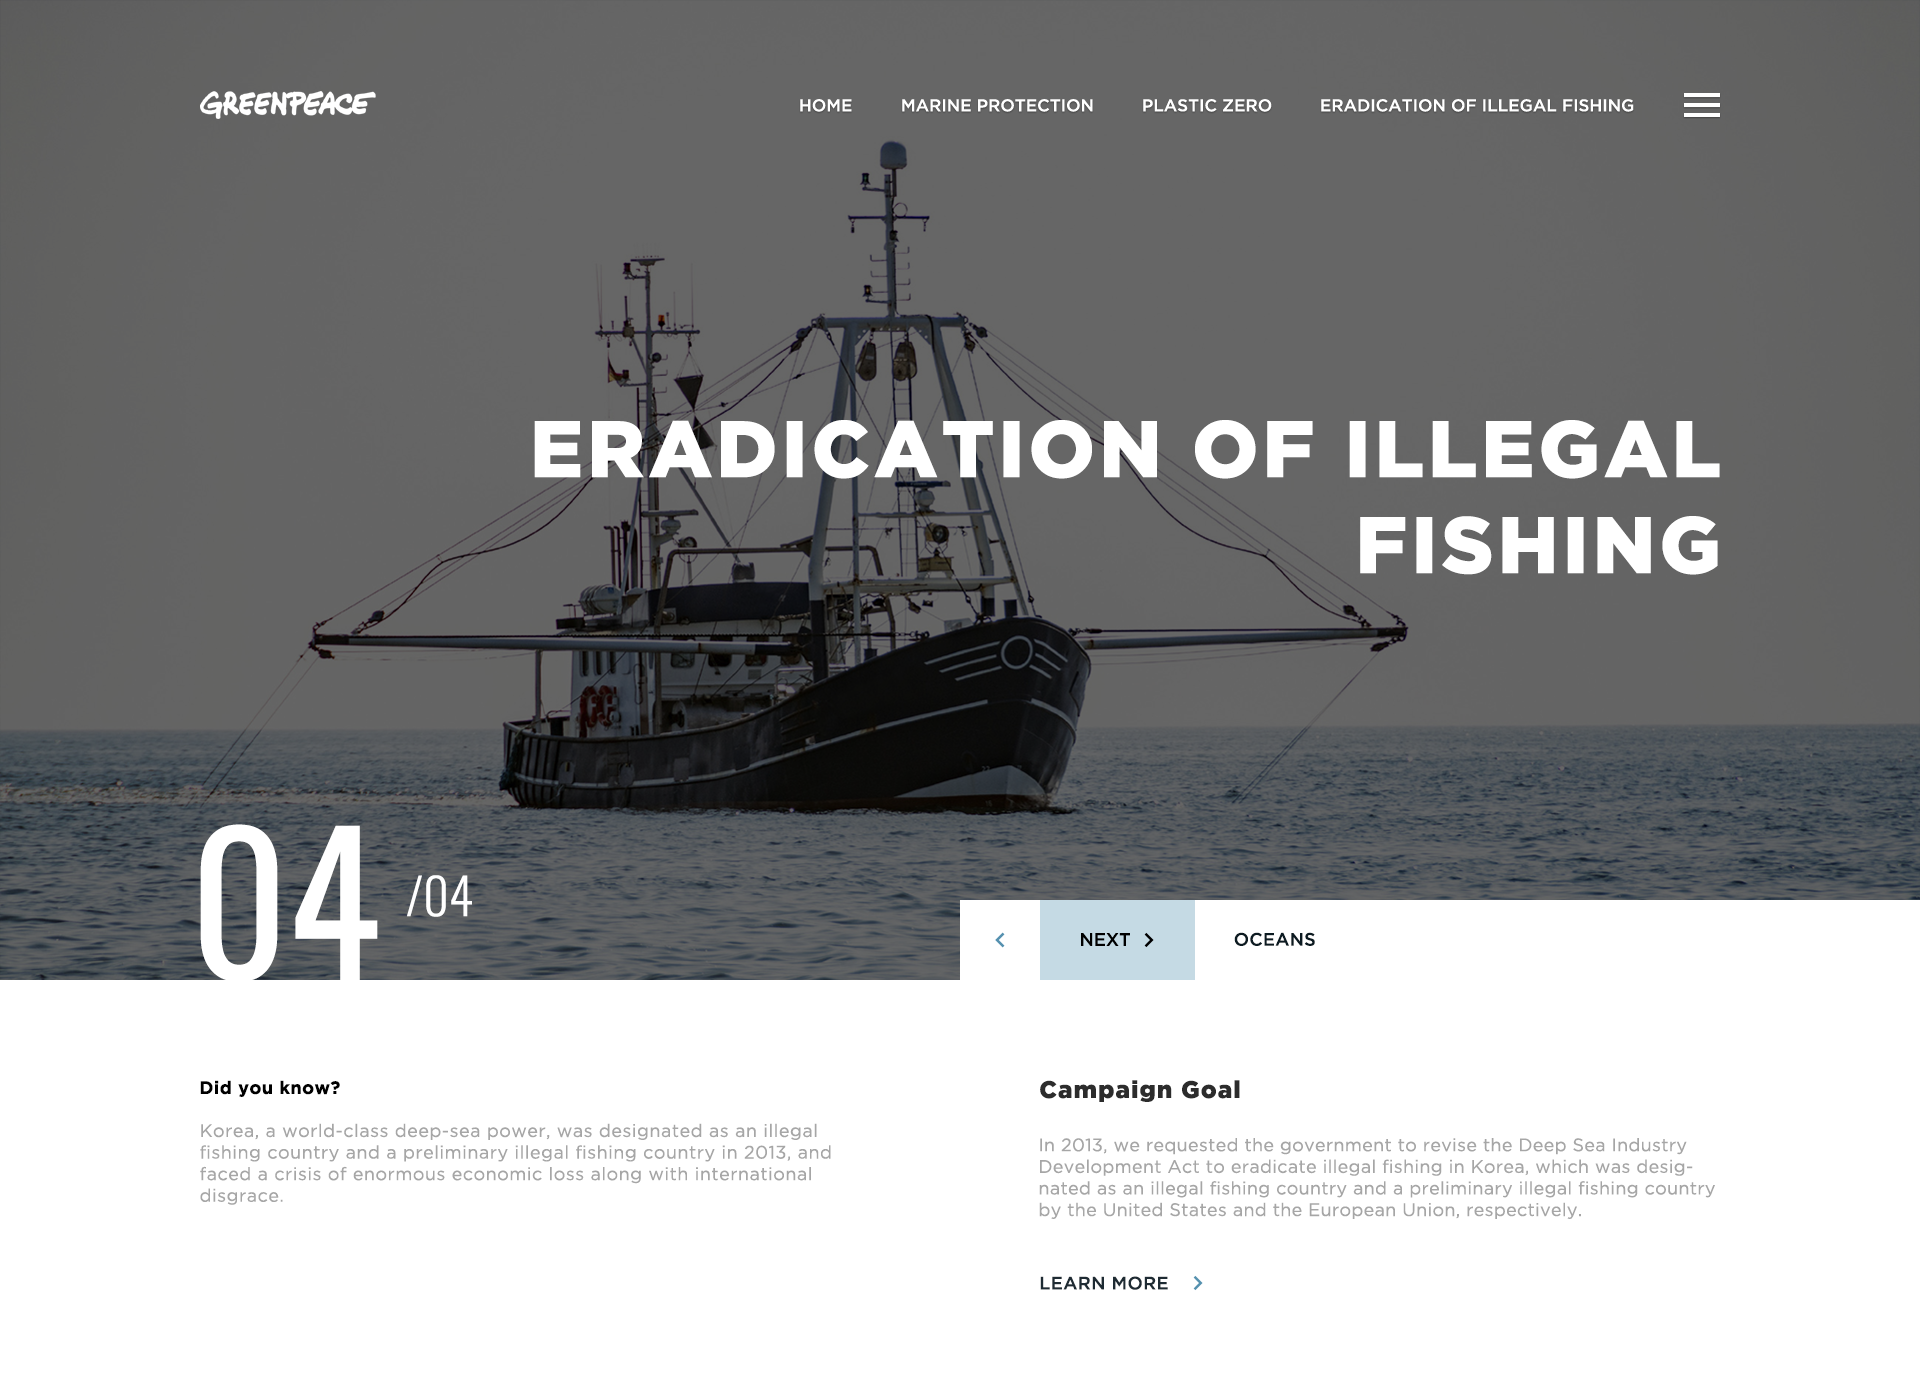 GREENPEACE
HOME MARINE PROTECTION PLASTIC ZERO ERADICATION OF ILLEGAL FISHING
ERADICATION OF ILLEGAL
FISHING
04 /04
NEXT OCEANS
Did you know?
Korea, a world-class deep-sea power, was designated as an illegal
fishing country and a preliminary illegal fishing country in 2013, and
faced a crisis of enormous economic loss along with international
disgrace.
Campaign Goal
In 2013, we requested the government to revise the Deep Sea Industry
Development Act to eradicate illegal fishing in Korea, which was desig-
nated as an illegal fishing country and a preliminary illegal fishing country
by the United States and the European Union, respectively.
LEARN MORE